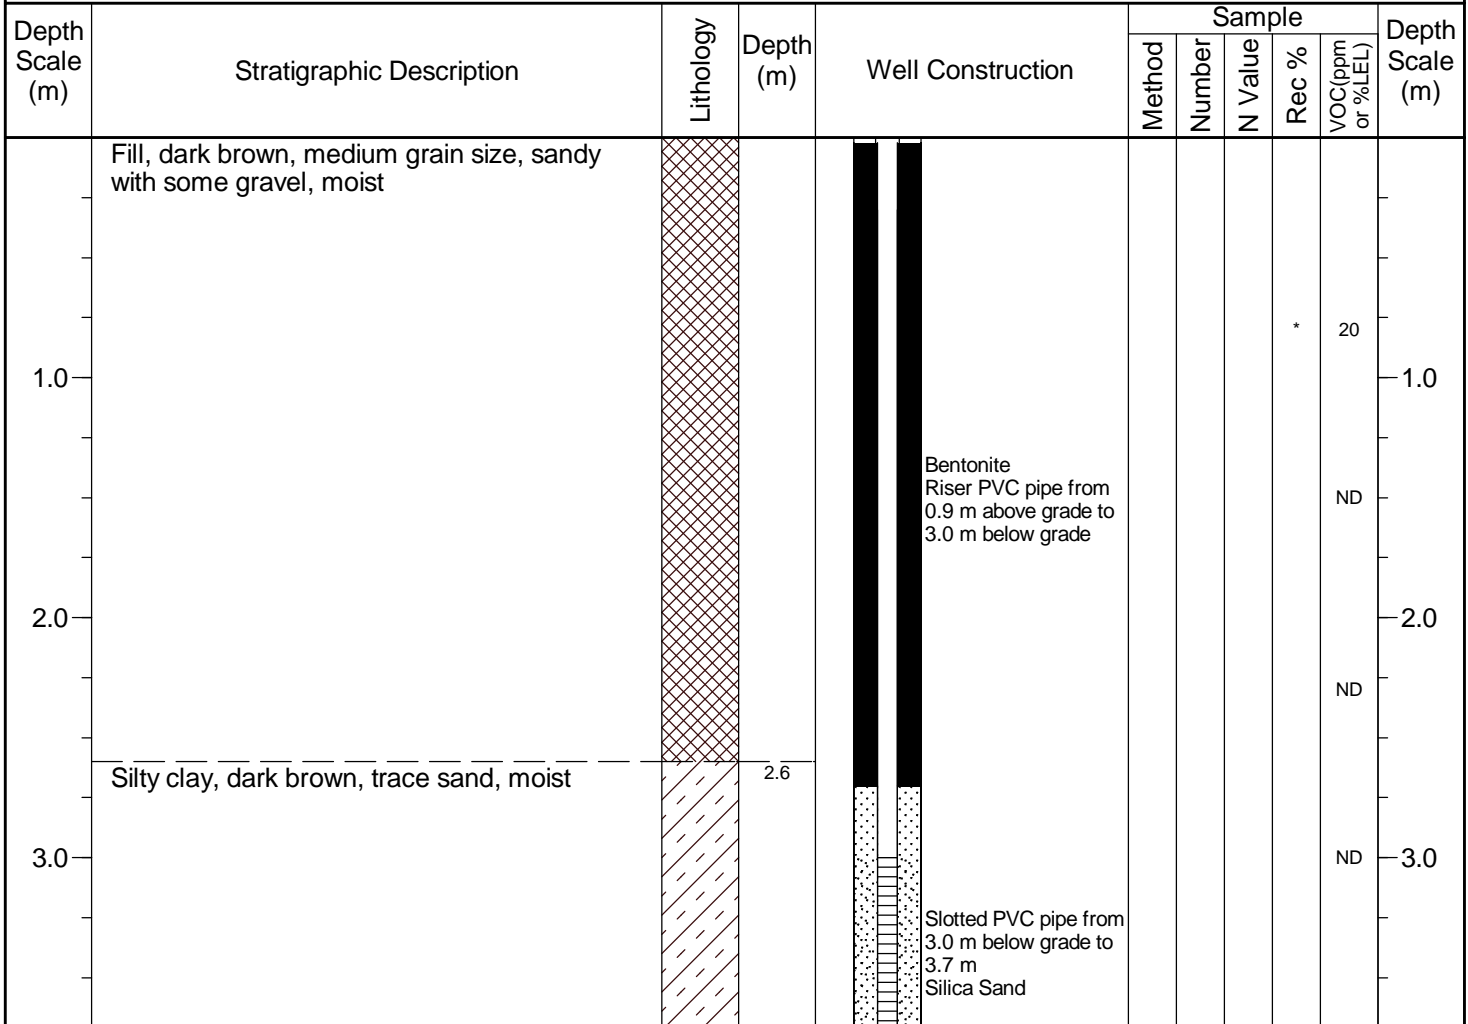 Depth
Scale
(m)
Stratigraphic Description
Lithology
Depth
(m)
Well Construction
Sample
Method
Number
N Value
Rec %
VOC(ppm
or %LEL)
Depth
Scale
(m)
Fill, dark brown, medium grain size, sandy
with some gravel, moist
* 20
1.0 1.0
Bentonite
Riser PVC pipe from
0.9 m above grade to
3.0 m below grade
ND
2.0 2.0
ND
Silty clay, dark brown, trace sand, moist
2.6
3.0 ND 3.0
Slotted PVC pipe from
3.0 m below grade to
3.7 m
Silica Sand